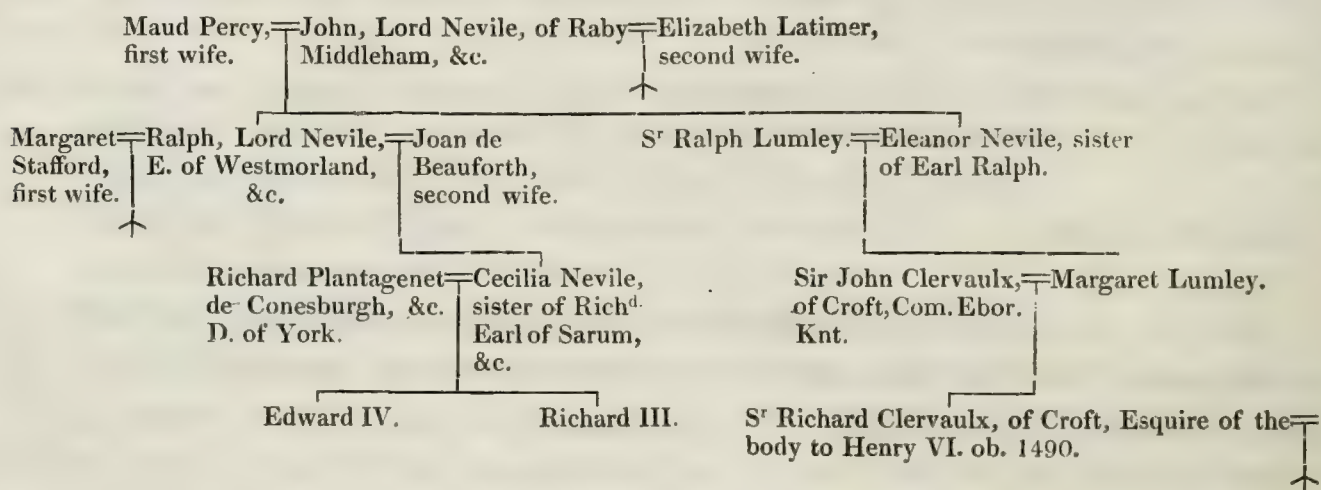 Maud Percy, John, Lord Nevile, of Raby Elizabeth Latimer,
first wife. Middleham, &c. second wife.
Margaret Ralph, Lord Nevile, Joan de Sʳ Ralph Lumley. Eleanor Nevile, sister
Stafford, E. of Westmorland, Beauforth, of Earl Ralph.
first wife. &c. second wife.
Richard Plantagenet Cecilia Nevile, Sir John Clervaulx, Margaret Lumley.
de Conesburgh, &c. sister of Richᵈ· of Croft, Com. Ebor.
D. of York. Earl of Sarum, Knt.
&c.
Edward IV. Richard III. Sʳ Richard Clervaulx, of Croft, Esquire of the
body to Henry VI. ob. 1490.